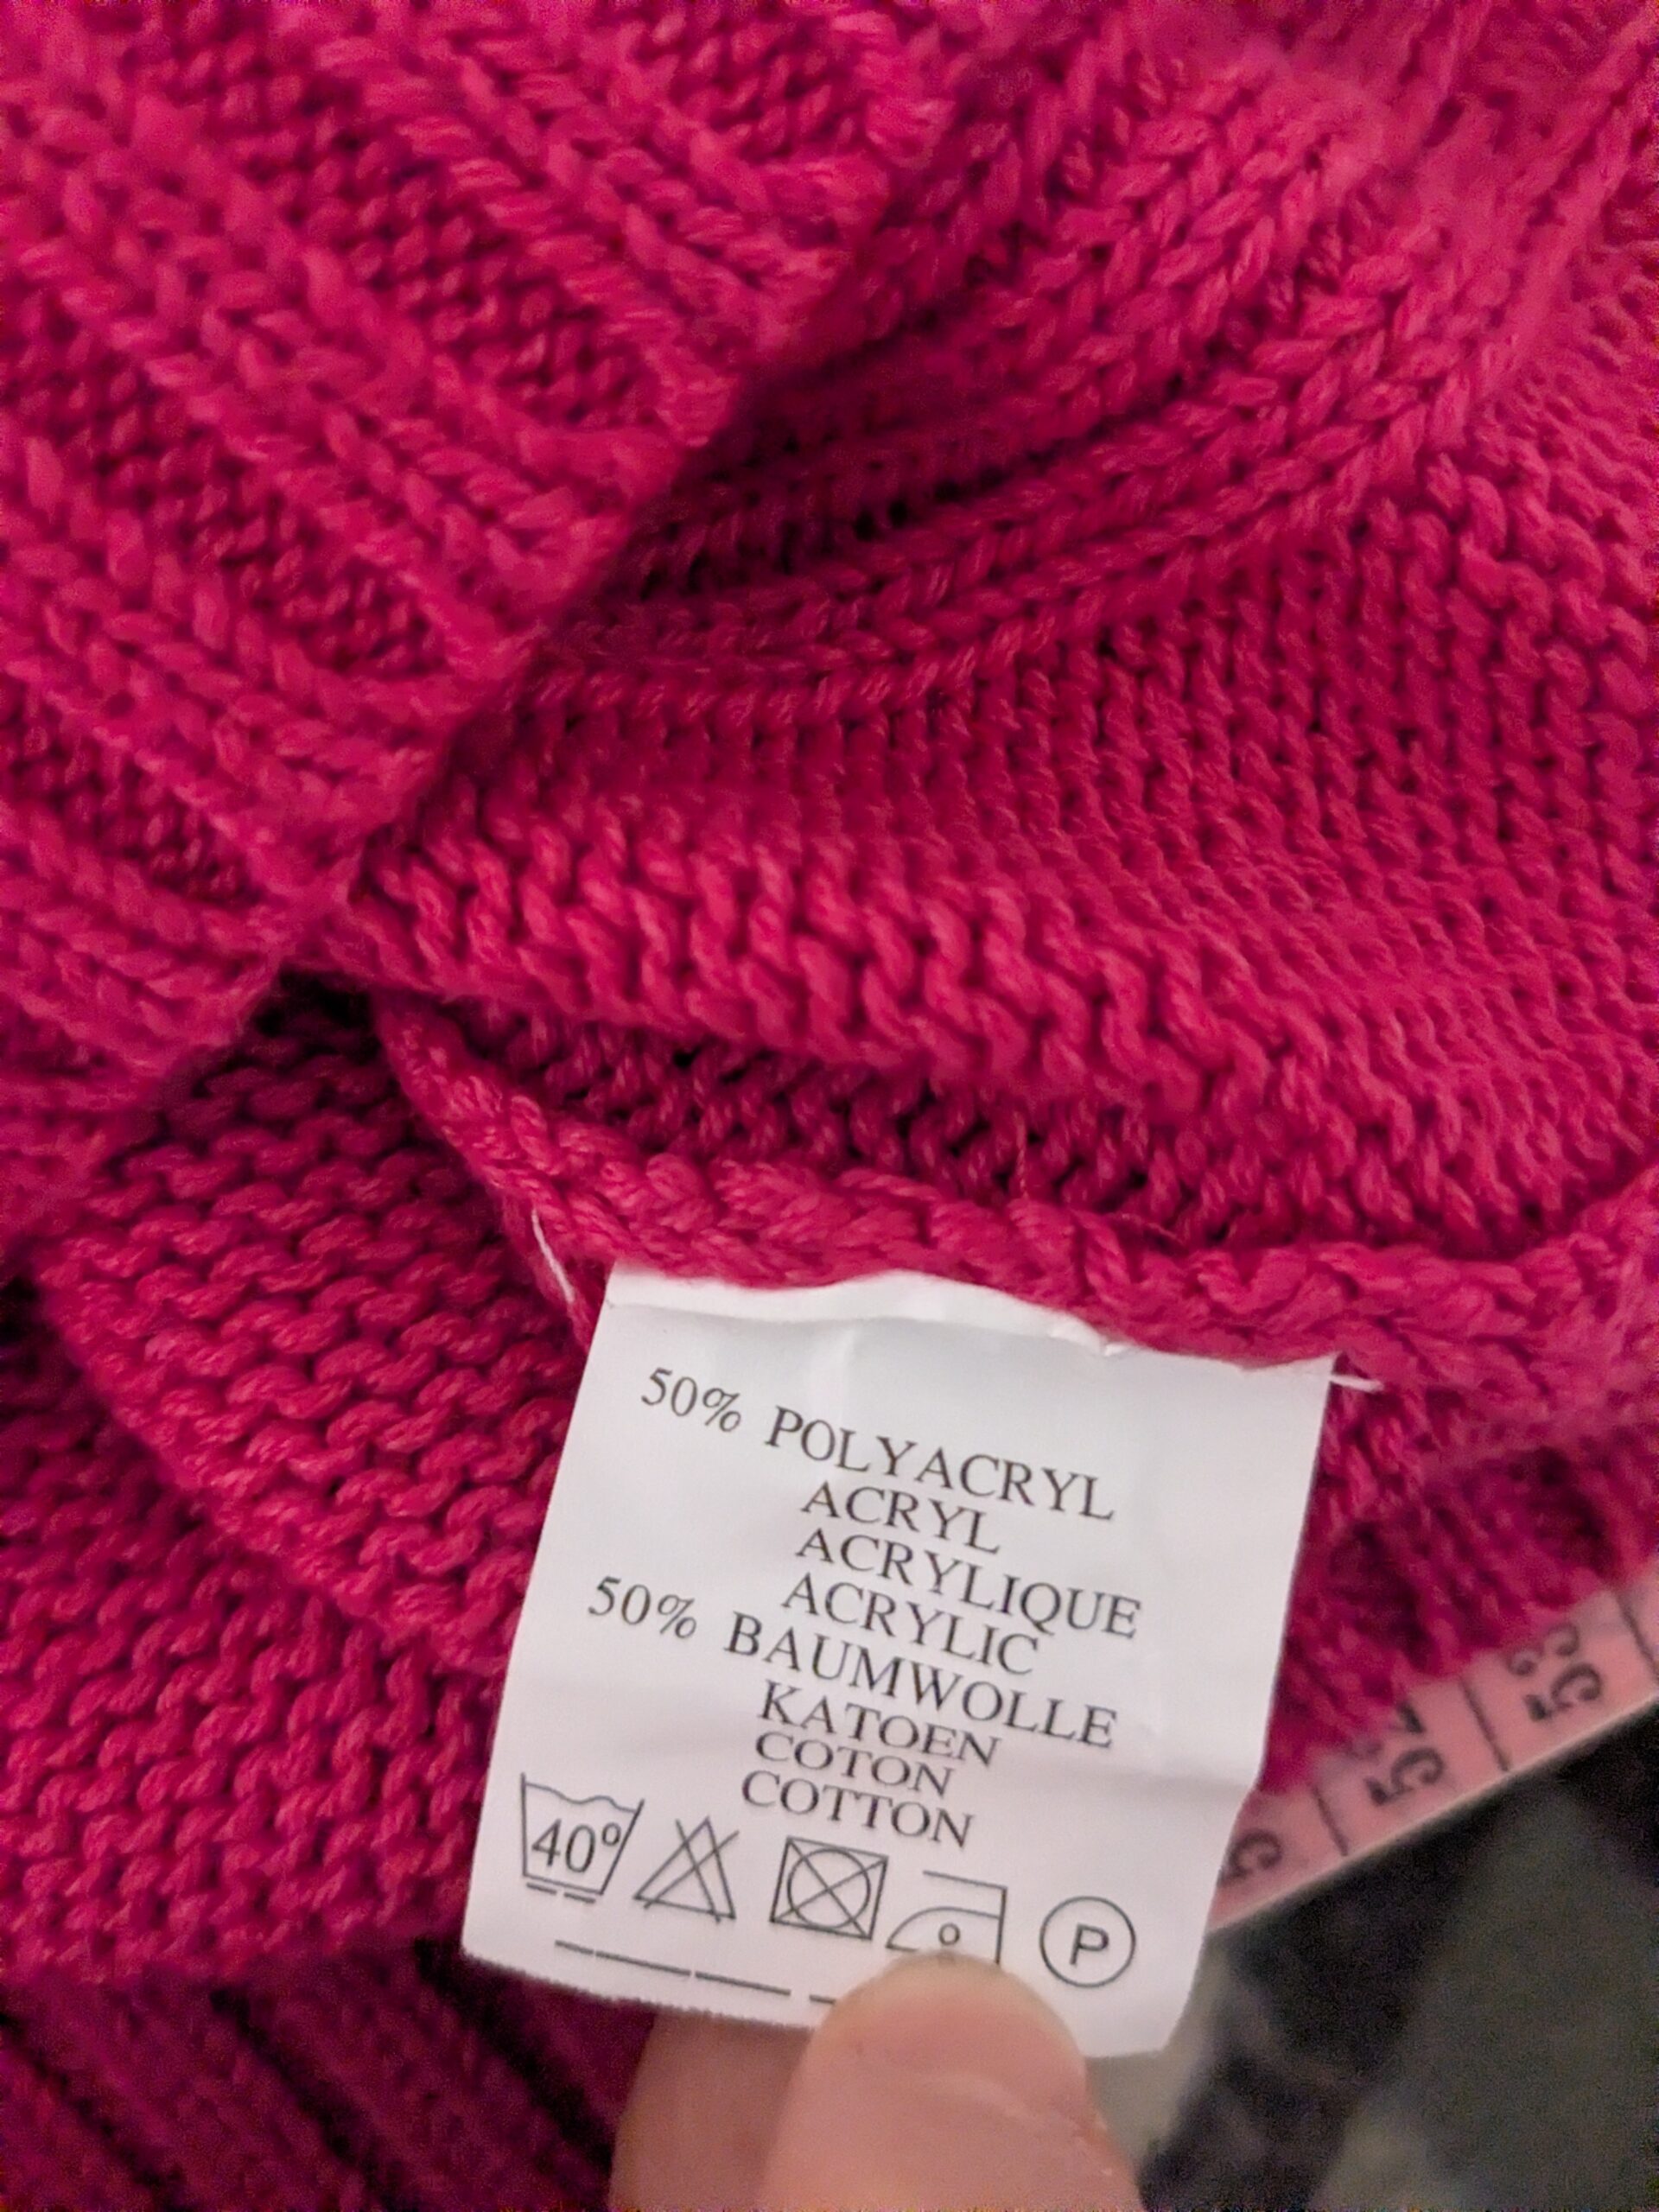 50% POLYACRYL
ACRYL
ACRYLIQUE
ACRYLIC
50% BAUMWOLLE
KATOEN
COTON
COTTON
40°
P